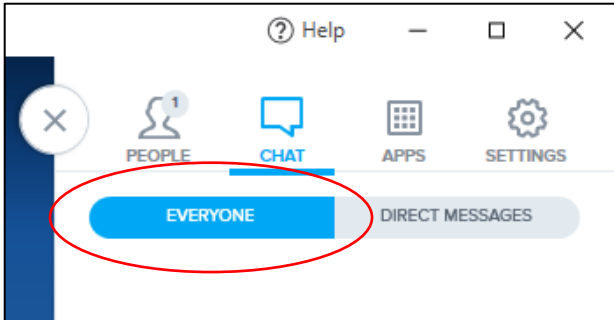 ? Help
1
PEOPLE CHAT APPS SETTINGS
EVERYONE DIRECT MESSAGES